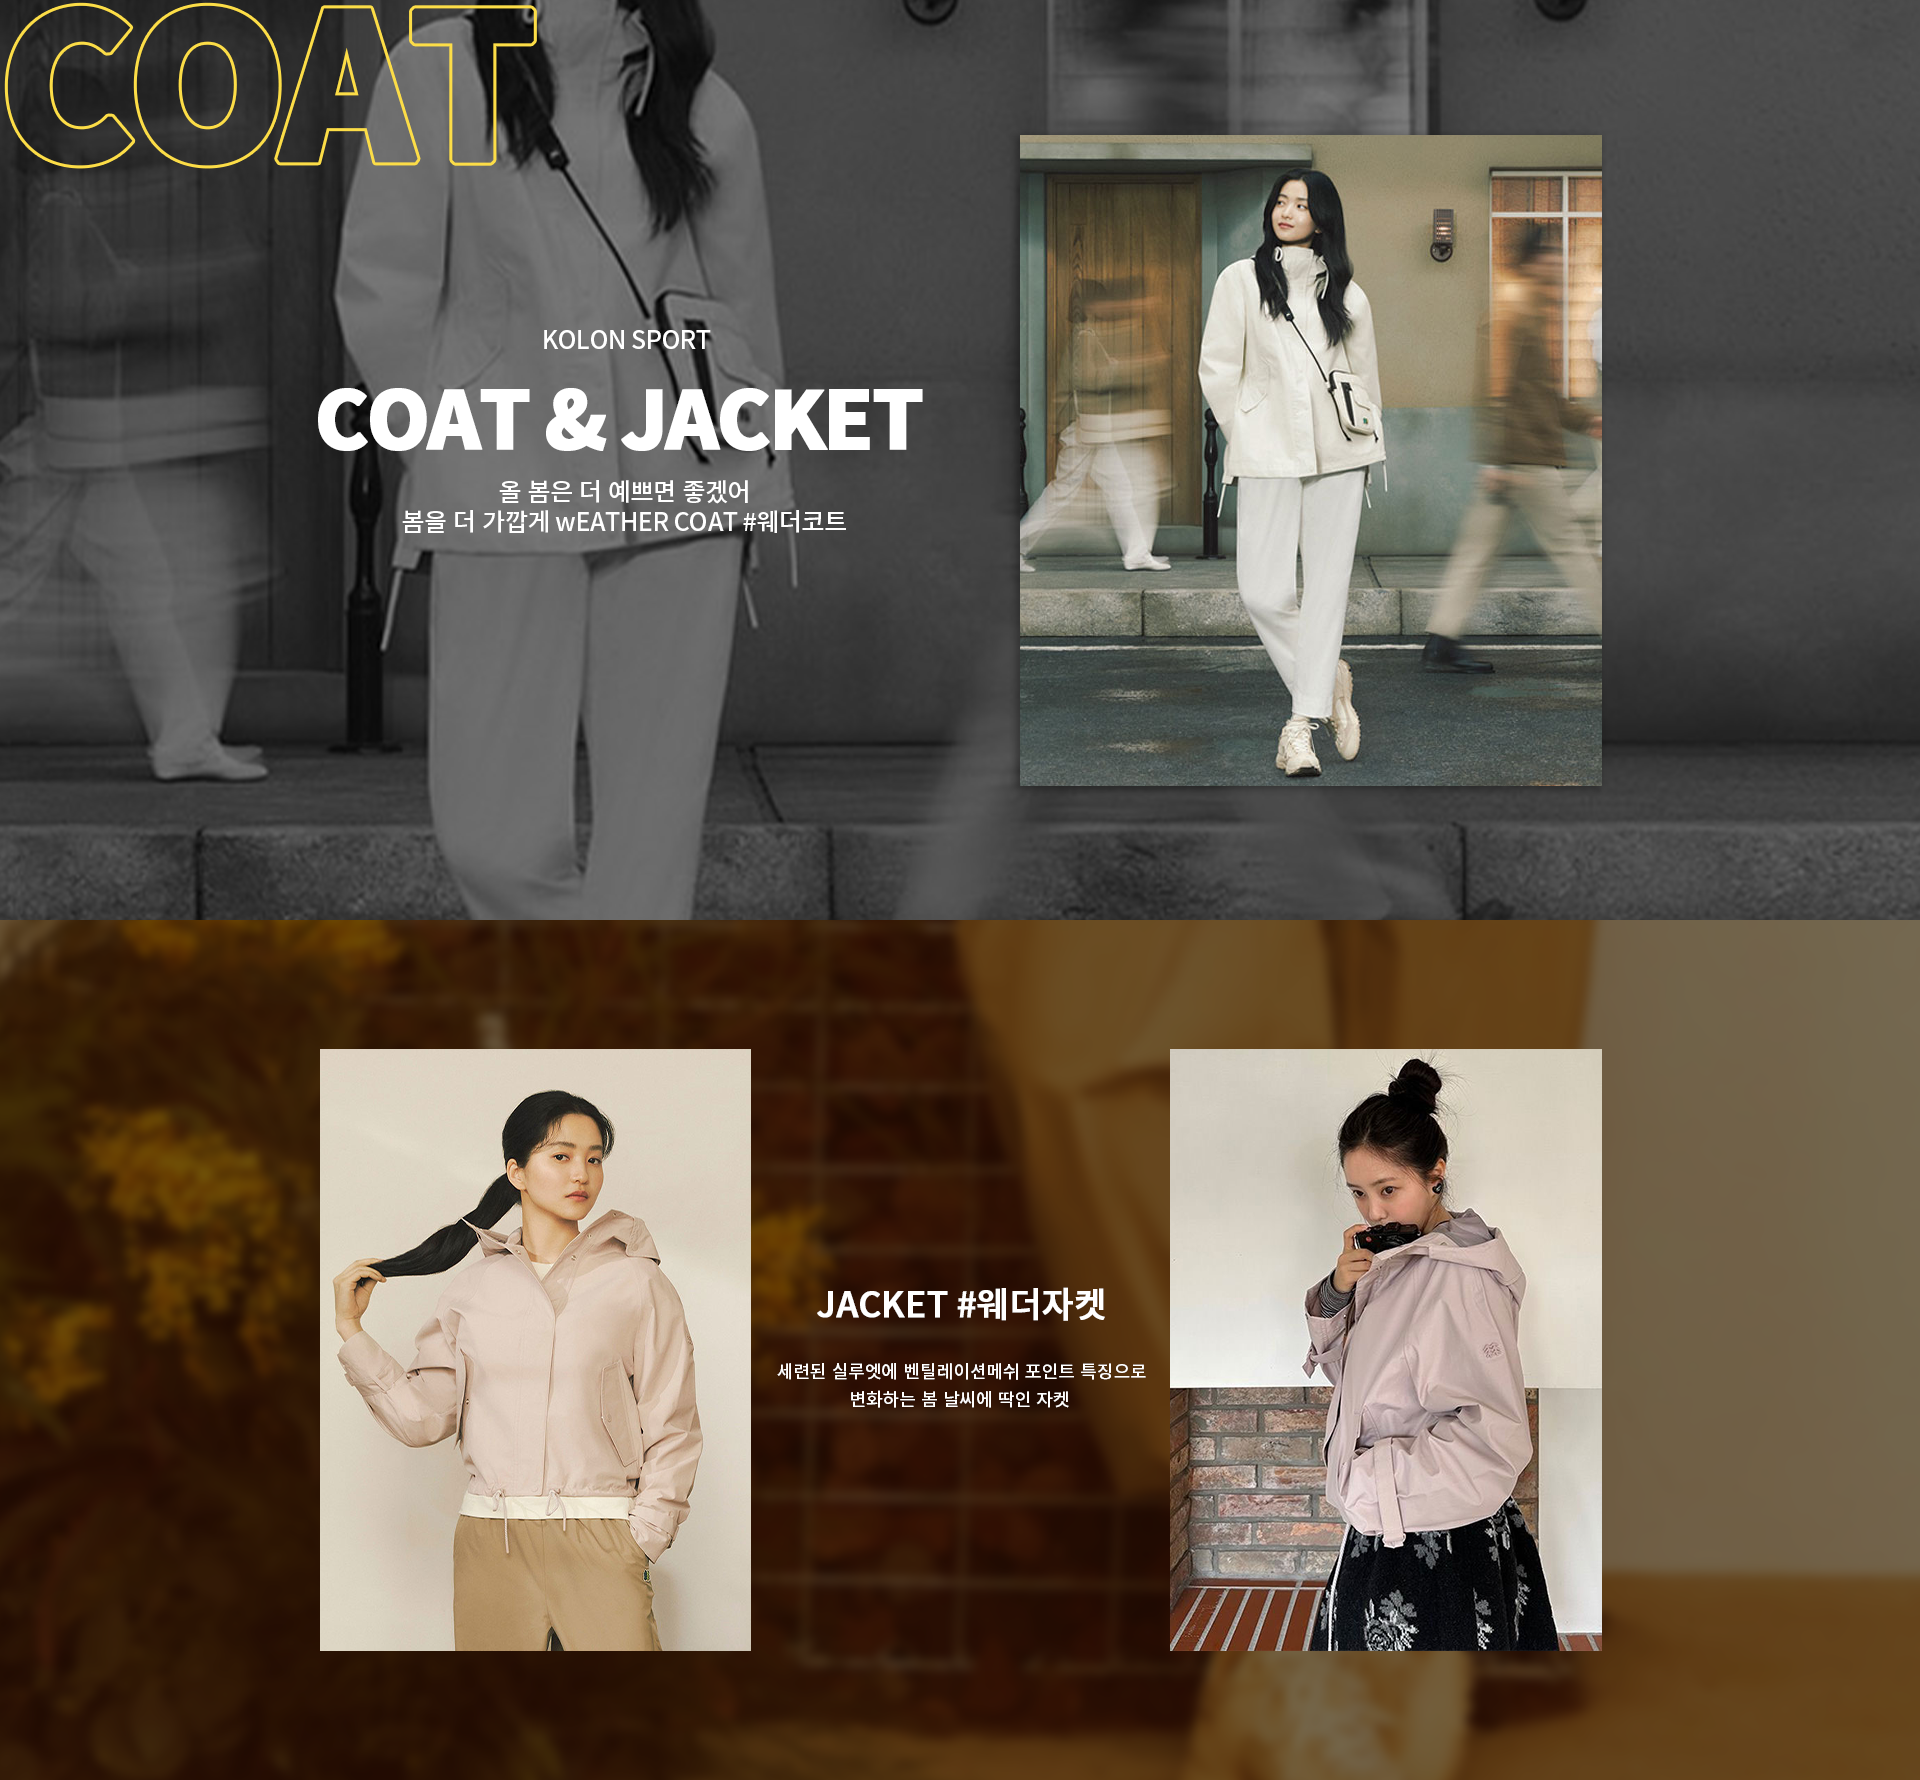 COAT
KOLON SPORT
COAT & JACKET
올 봄은 더 예쁘면 좋겠어
봄을 더 가깝게 wEATHER COAT #웨더코트
JACKET #웨더자켓
세련된 실루엣에 벤틸레이션메쉬 포인트 특징으로
변화하는 봄 날씨에 딱인 자켓